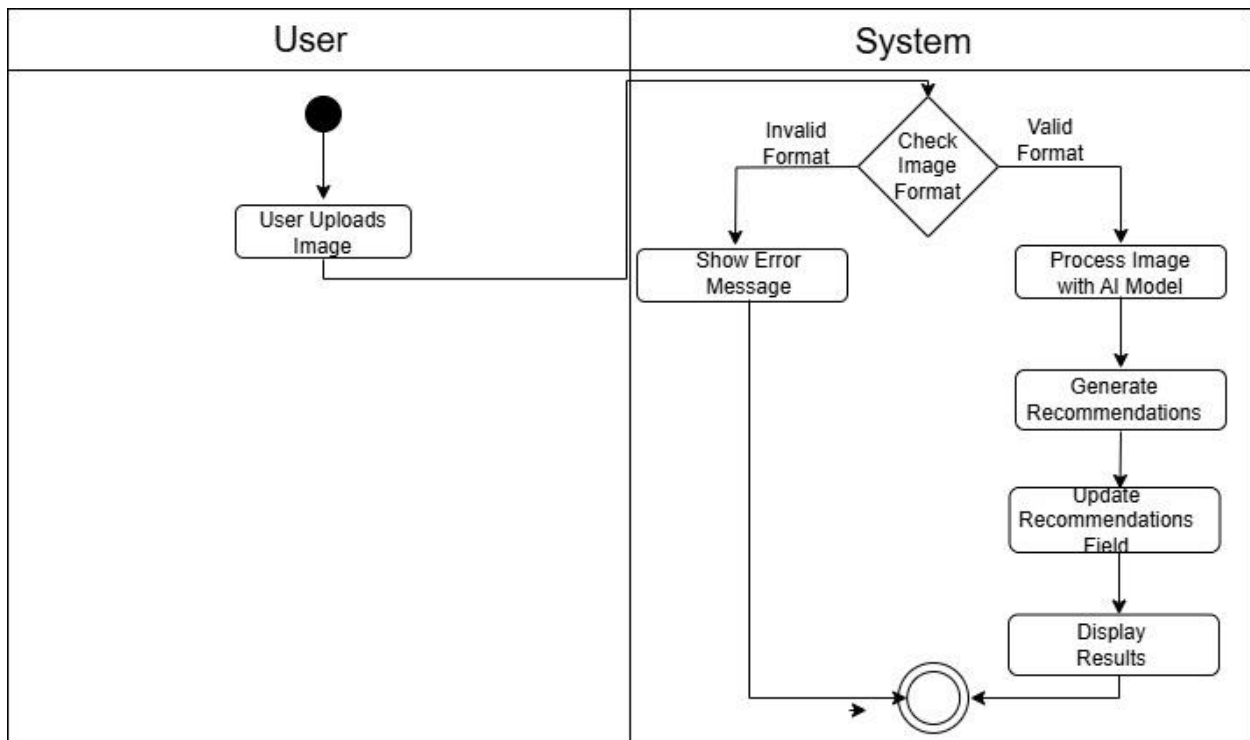 User
System
User Uploads
Image
Invalid
Format
Check
Image
Format
Valid
Format
Show Error
Message
Process Image
with AI Model
Generate
Recommendations
Update
Recommendations
Field
Display
Results